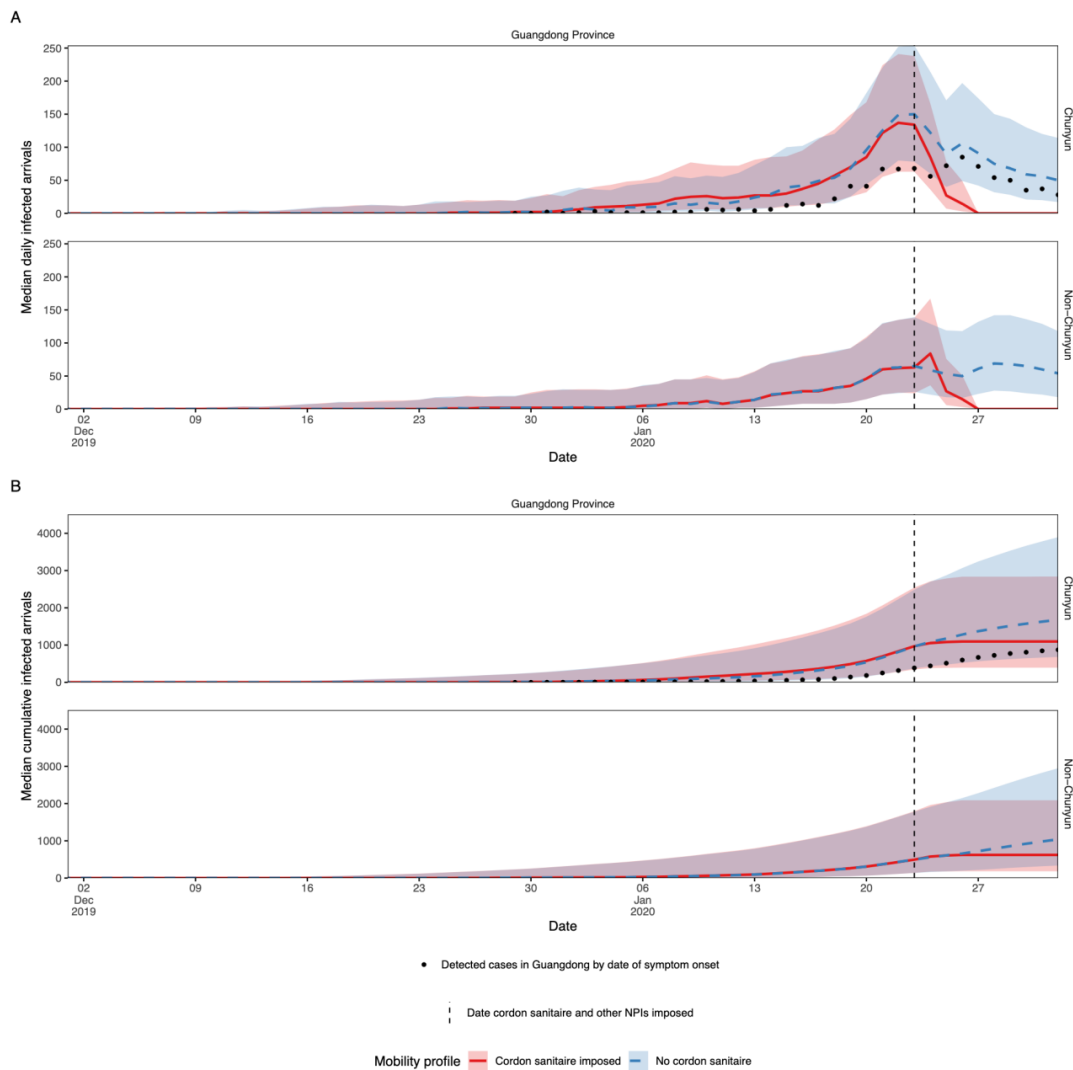 A
Guangdong Province
Median daily infected arrivals
250
200
150
100
50
0
Chunyun
250
200
150
100
50
0
Non−Chunyun
02 09 16 23 30 06 13 20 27
Dec Jan
2019 2020
Date
B
Guangdong Province
Median cumulative infected arrivals
4000
3000
2000
1000
0
Chunyun
4000
3000
2000
1000
0
Non−Chunyun
02 09 16 23 30 06 13 20 27
Dec Jan
2019 2020
Date
Detected cases in Guangdong by date of symptom onset
Date cordon sanitaire and other NPIs imposed
Mobility profile Cordon sanitaire imposed No cordon sanitaire